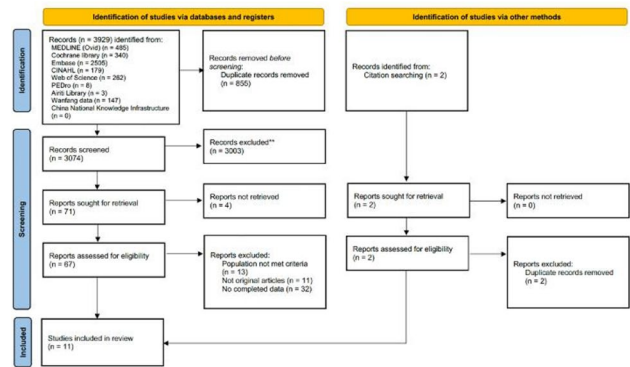 Identification of studies via databases and registers
Identification of studies via other methods
Identification
Records (n = 3929) identified from:
MEDLINE (Ovid) (n = 485)
Cochrane library (n = 340)
Embase (n = 2505)
CINAHL (n = 179)
Web of Science (n = 262)
PEDro (n = 8)
Airiti Library (n = 3)
Wanfang data (n = 147)
China National Knowledge Infrastructure
(n = 0)
Records removed before
screening:
Duplicate records removed
(n = 855)
Records identified from:
Citation searching (n = 2)
Screening
Records screened
(n = 3074)
Records excluded**
(n = 3003)
Reports sought for retrieval
(n = 71)
Reports not retrieved
(n = 4)
Reports sought for retrieval
(n = 2)
Reports not retrieved
(n = 0)
Reports assessed for eligibility
(n = 67)
Reports excluded:
Population not met criteria
(n = 13)
Not original articles (n = 11)
No completed data (n = 32)
Reports assessed for eligibility
(n = 2)
Reports excluded:
Duplicate records removed
(n = 2)
Included
Studies included in review
(n = 11)